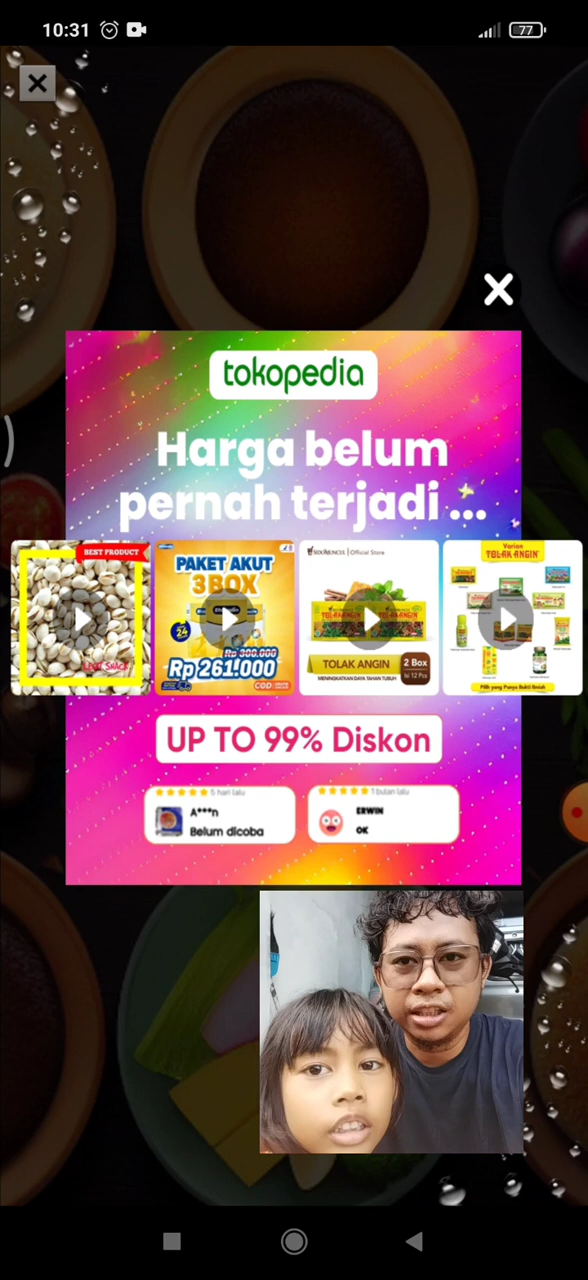 10:31
77
tokopedia
Harga belum
pernah terjadi ...
BEST PRODUCT
PAKET AKUT
3 BOX
24
Rp 300.000
Rp 261.000
COD
SIDOMUNCUL | Official Store
TOLAK ANGIN
TOLAK ANGIN
2 Box
Isi 12 Pcs
MENINGKATKAN DAYA TAHAN TUBUH
Varian
TOLAK ANGIN
Pilih yang Punya Bukti Ilmiah
UP TO 99% Diskon
5 hari lalu
A***n
Belum dicoba
1 bulan lalu
ERWIN
OK